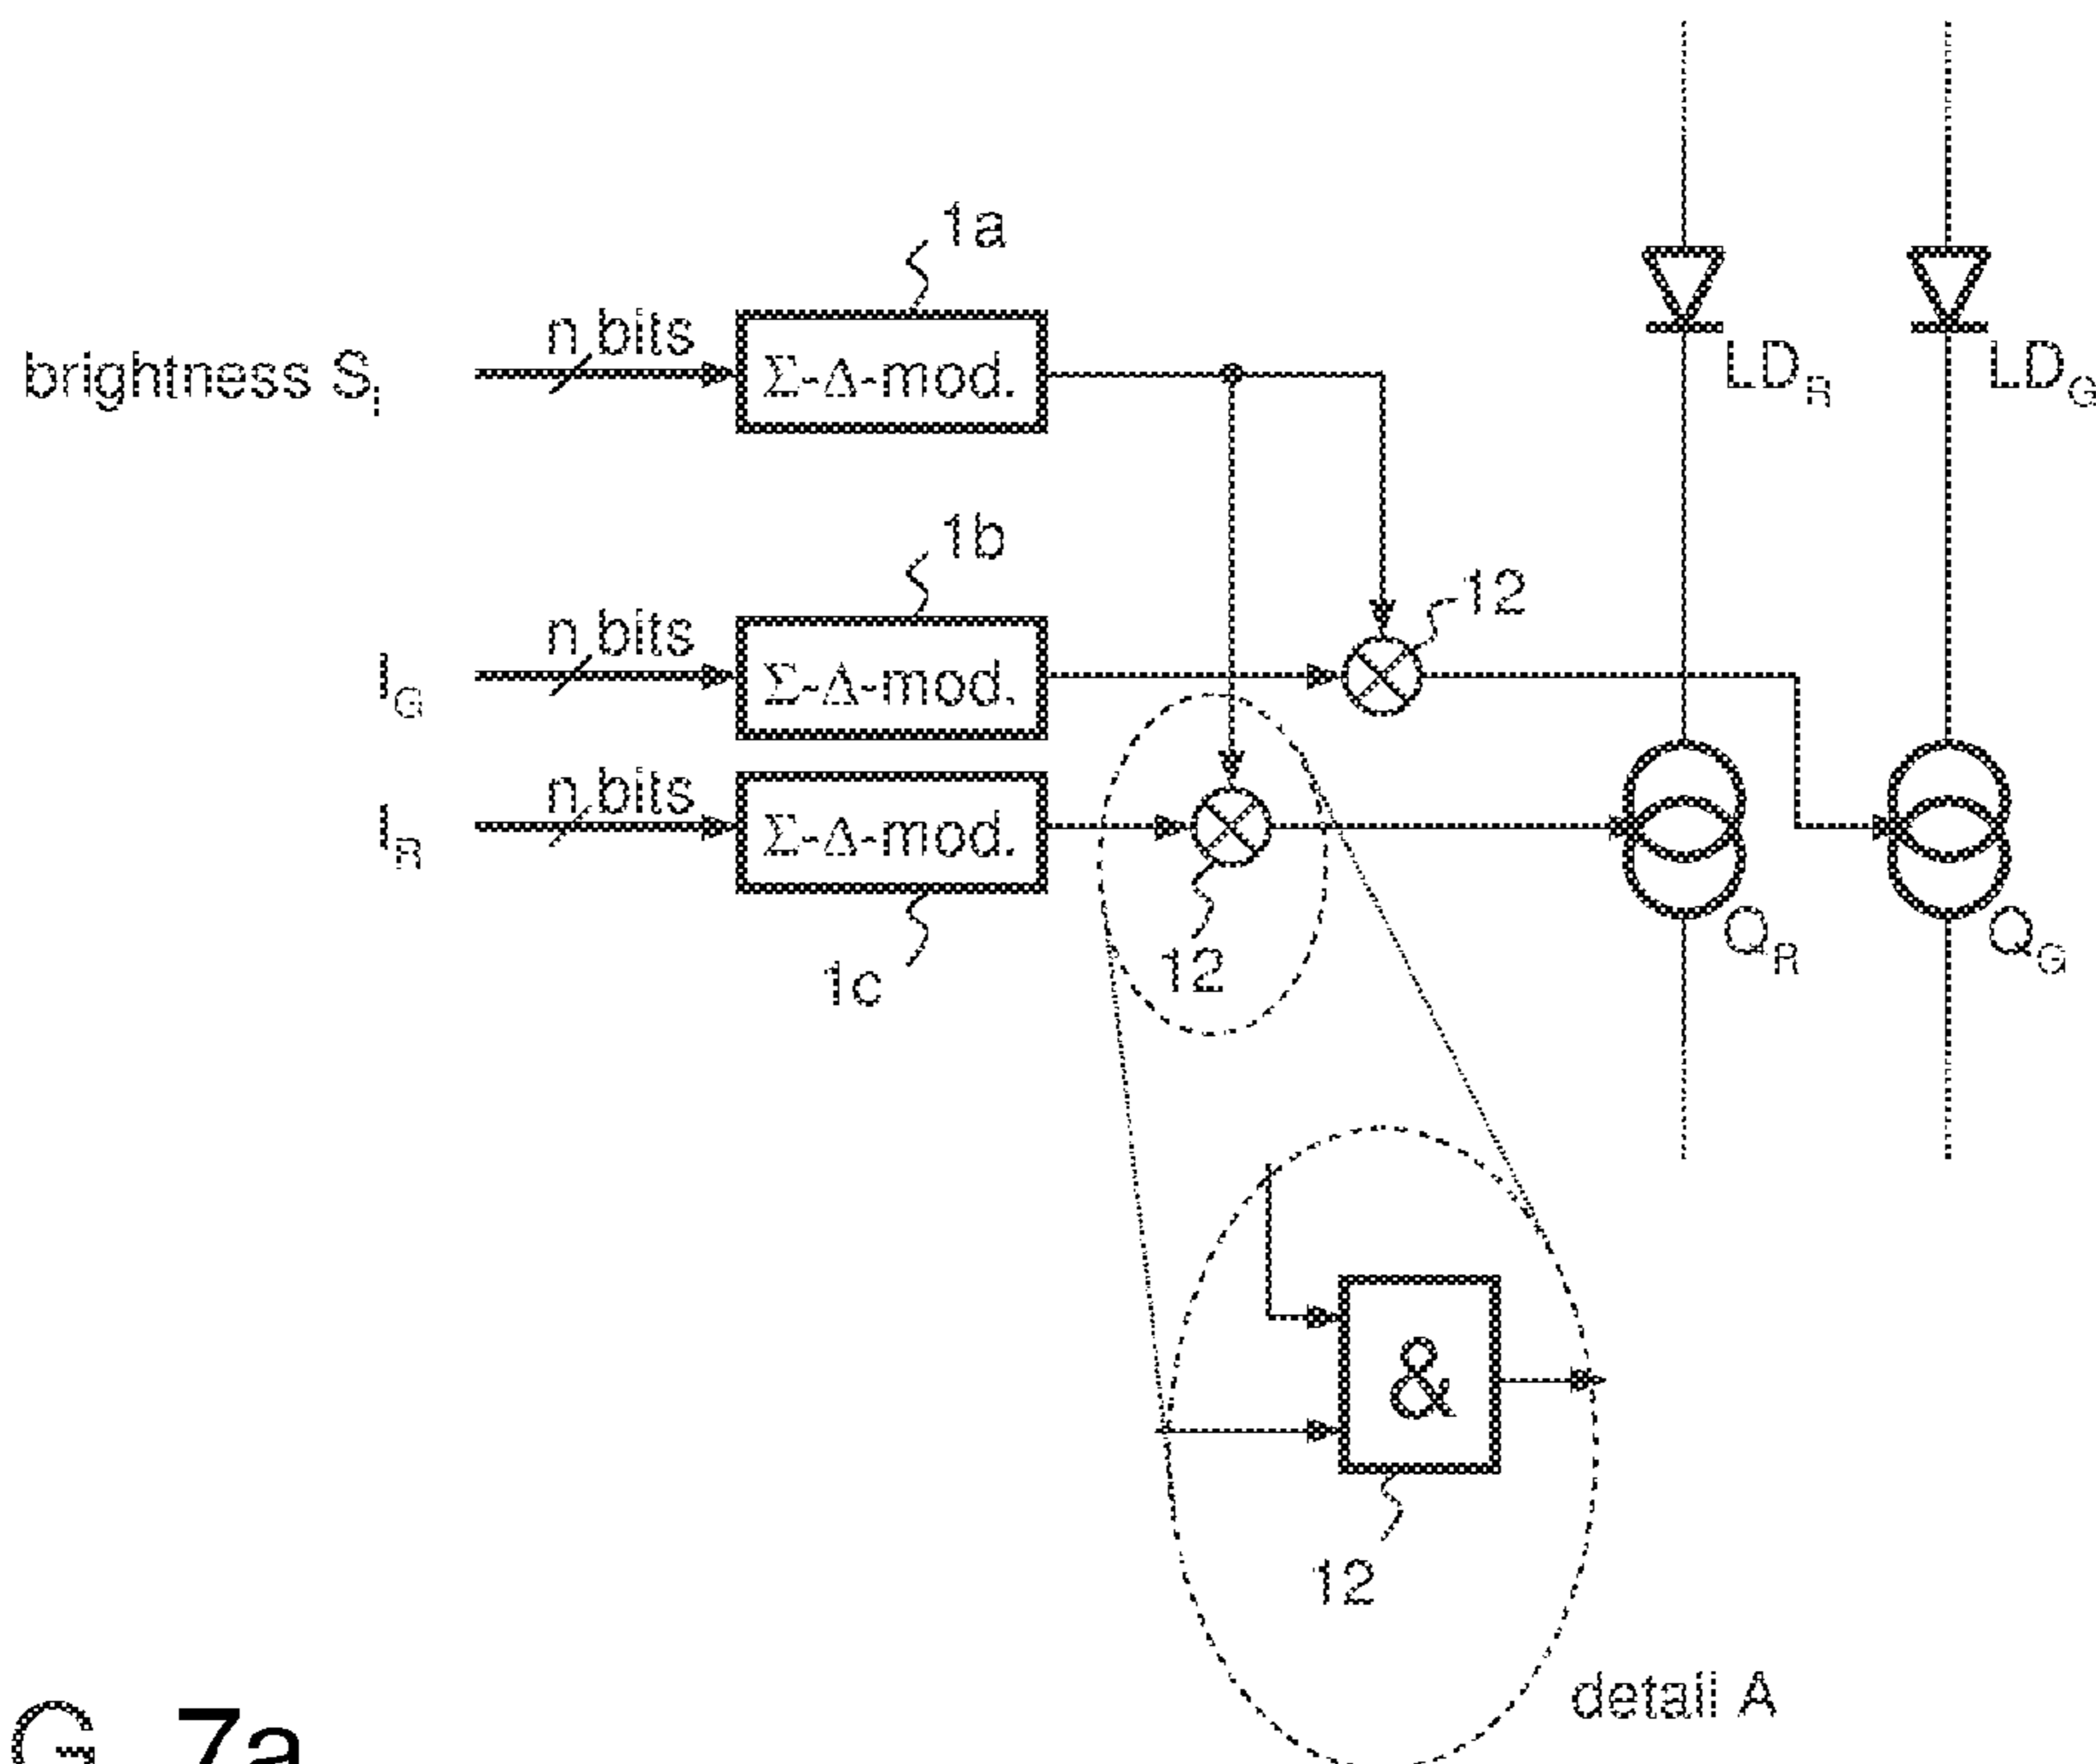 1a
n bits
brightness S_I
Σ-Δ-mod.
LD_R
LD_G
1b
n bits
12
I_G
Σ-Δ-mod.
n bits
I_R
Σ-Δ-mod.
1c
12
Q_R
Q_G
&
12
detail A
G 7a